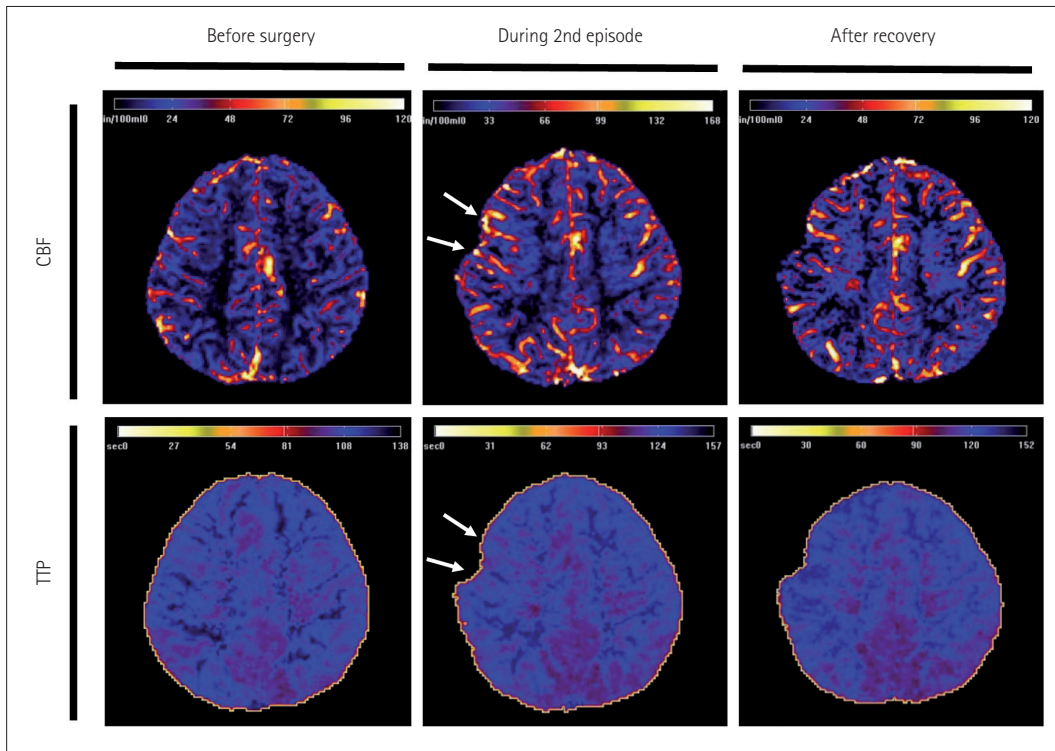 Before surgery
During 2nd episode
After recovery
CBF
in/100ml0 24 48 72 96 120
in/100ml0 33 66 99 132 168
in/100ml0 24 48 72 96 120
TTP
sec0 27 54 81 108 138
sec0 31 62 93 124 157
sec0 30 60 90 120 152